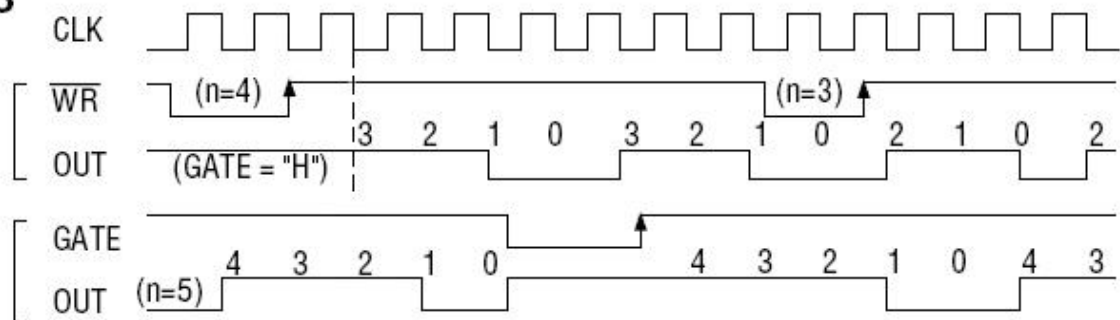 CLK
WR (n=4) (n=3)
3 2 1 0 3 2 1 0 2 1 0 2
OUT (GATE = "H")
GATE
4 3 2 1 0 4 3 2 1 0 4 3
OUT (n=5)